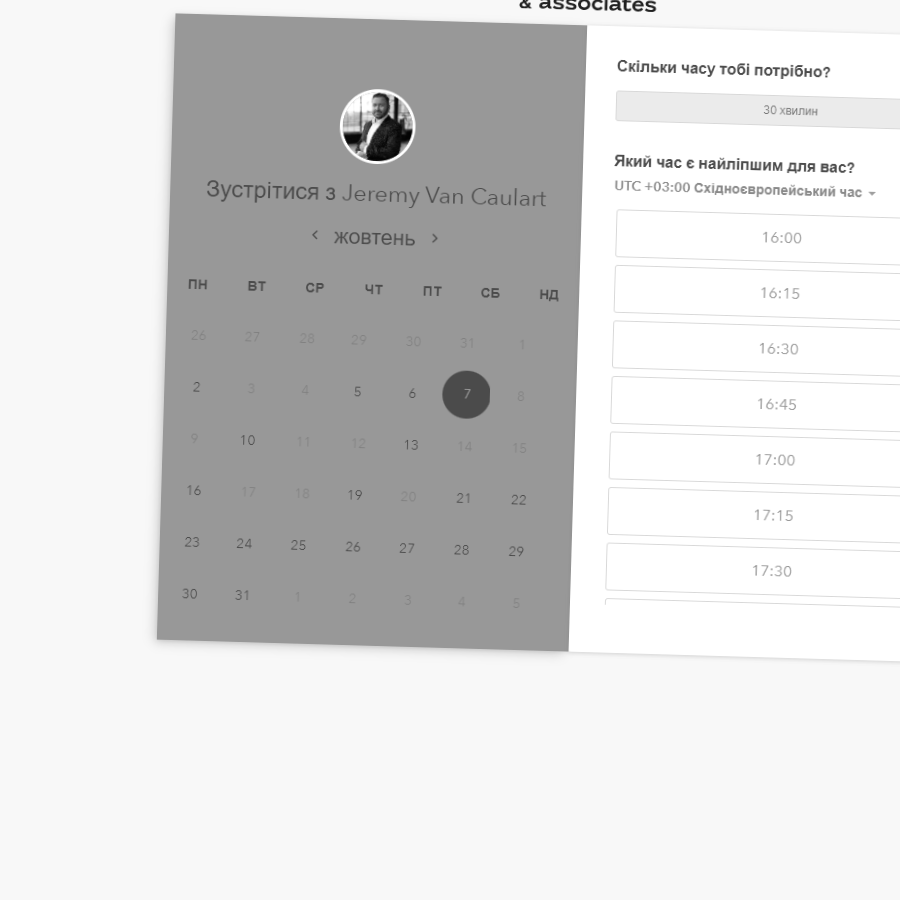 & associates
Зустрітися з Jeremy Van Caulart
жовтень
ПН ВТ СР ЧТ ПТ СБ НД
26 27 28 29 30 31 1
2 3 4 5 6 7 8
9 10 11 12 13 14 15
16 17 18 19 20 21 22
23 24 25 26 27 28 29
30 31 1 2 3 4 5
Скільки часу тобі потрібно?
30 хвилин
Який час є найліпшим для вас?
UTC +03:00 Східноєвропейський час
16:00
16:15
16:30
16:45
17:00
17:15
17:30